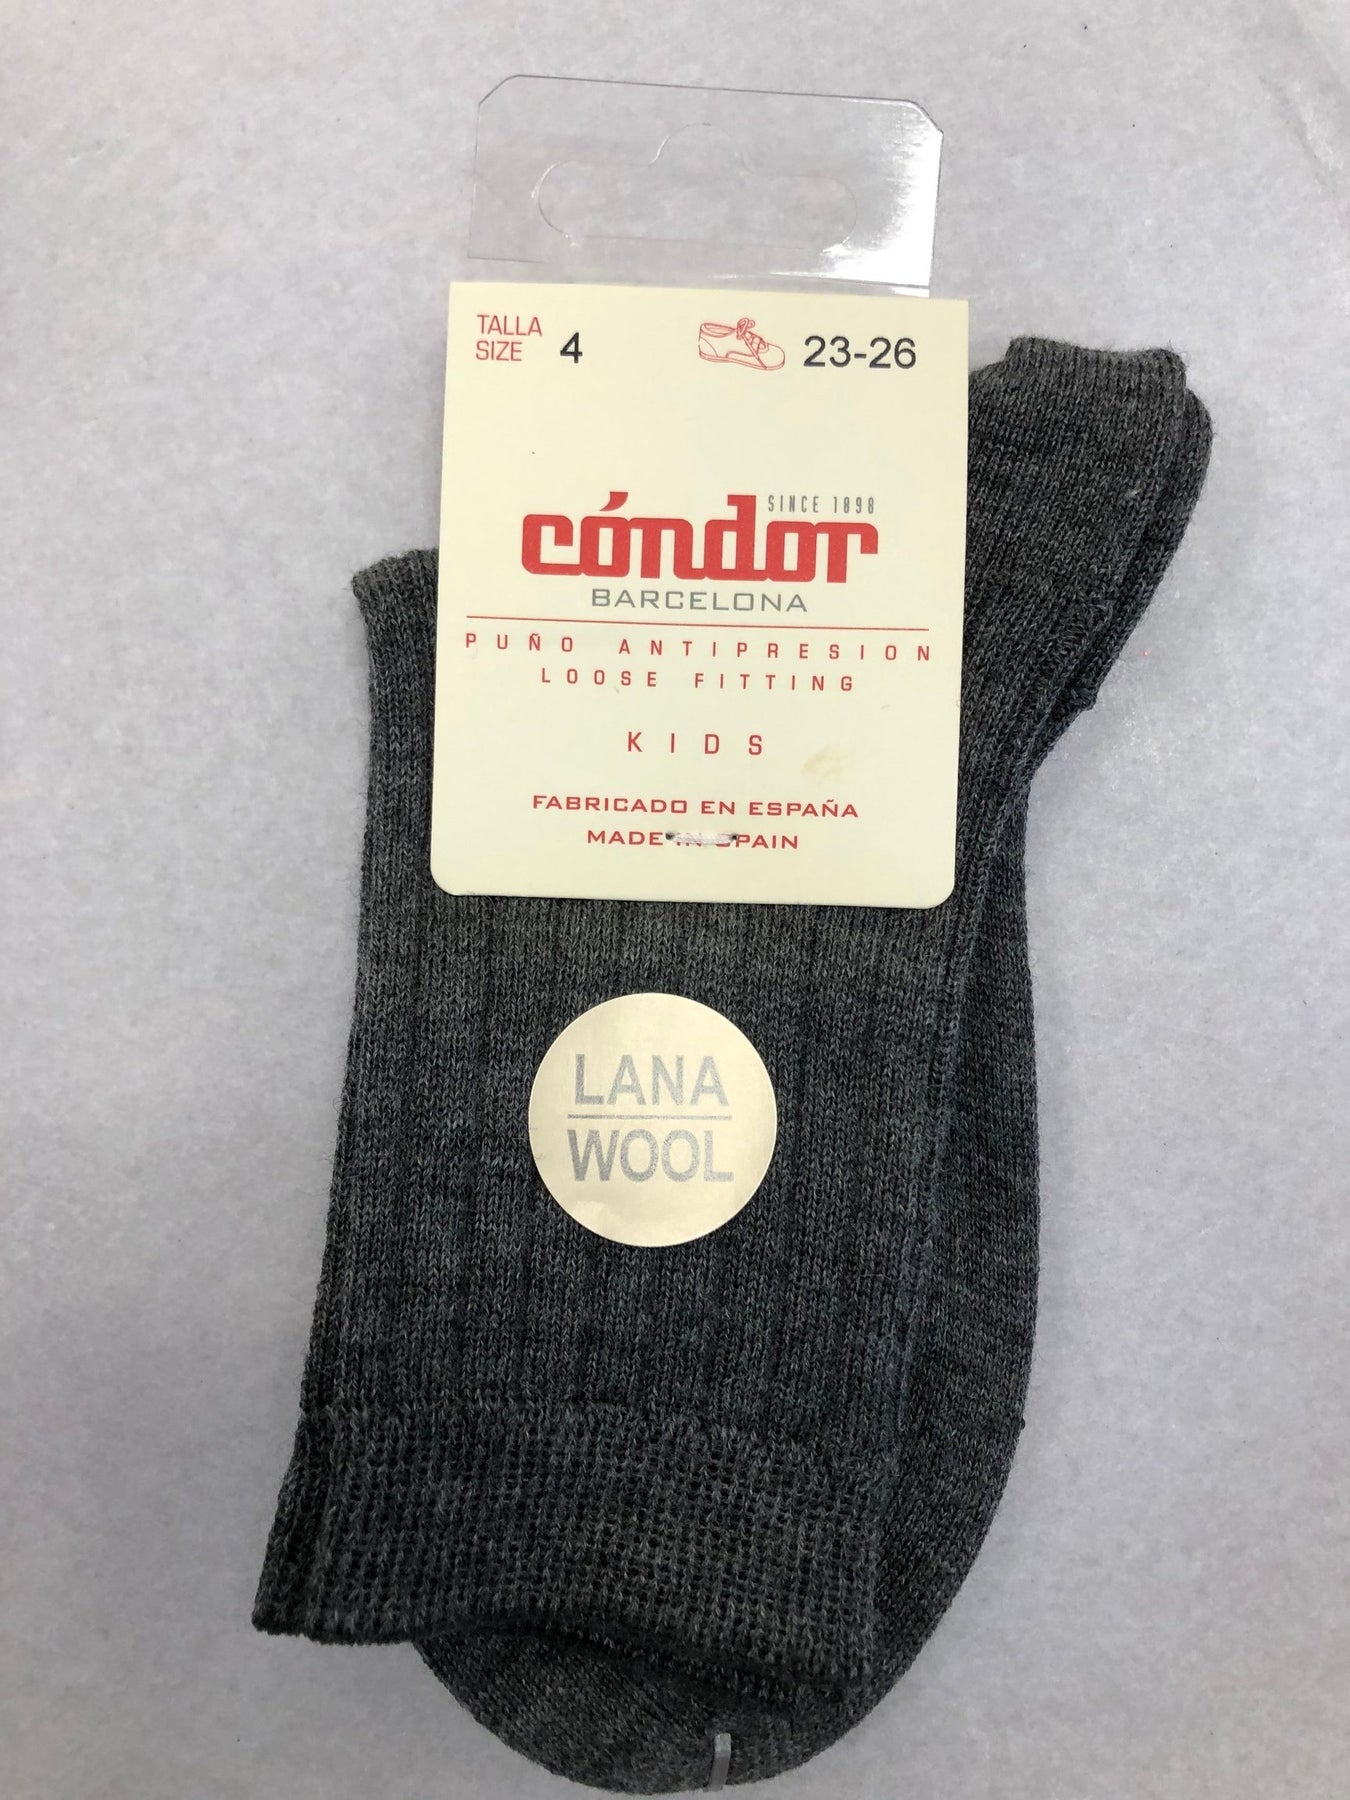 TALLA
SIZE 4
23-26
SINCE 1898
cóndor
BARCELONA
PUÑO ANTIPRESION
LOOSE FITTING
KIDS
FABRICADO EN ESPAÑA
MADE IN SPAIN
LANA
WOOL